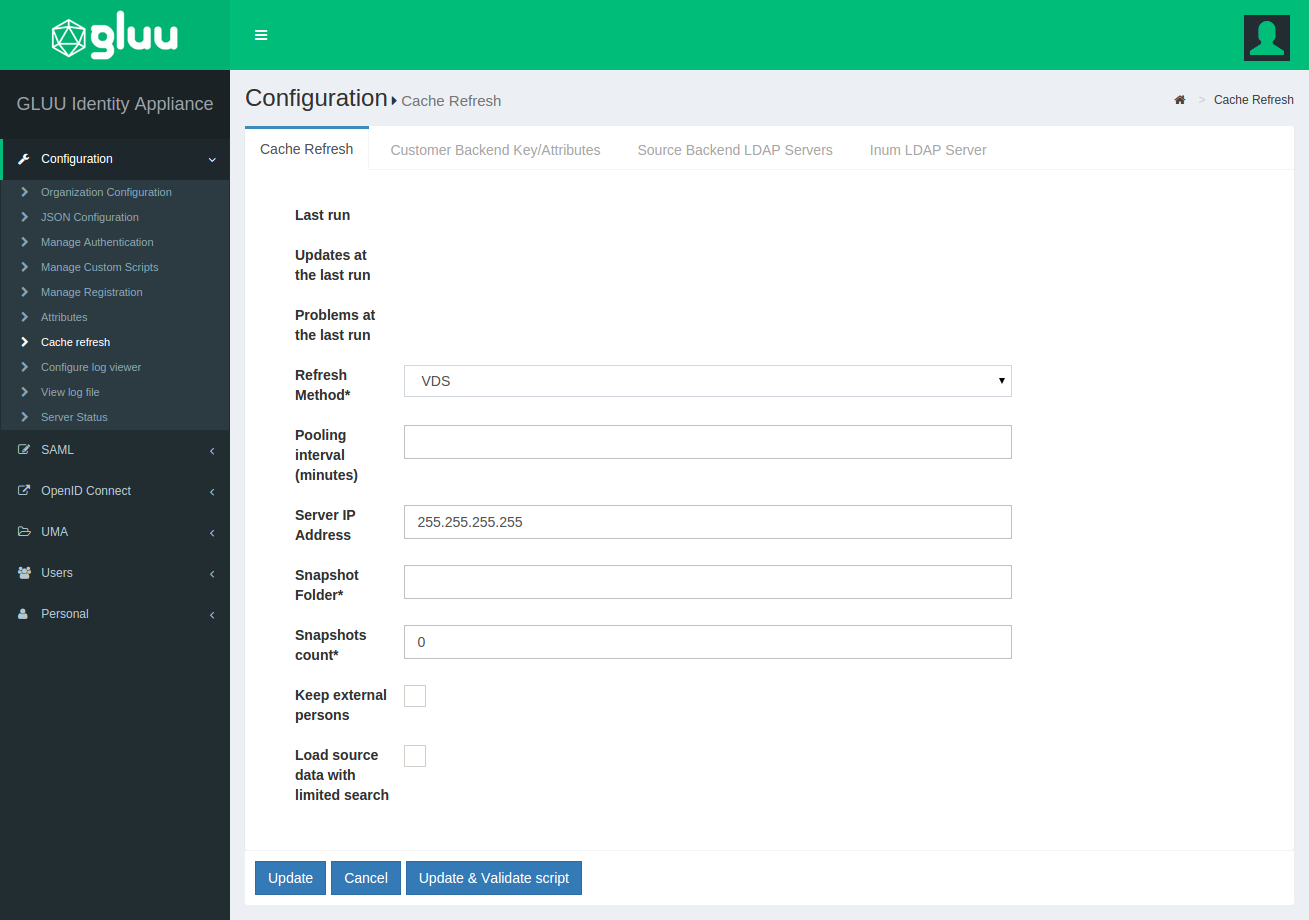 gluu
GLUU Identity Appliance
Configuration
Organization Configuration
JSON Configuration
Manage Authentication
Manage Custom Scripts
Manage Registration
Attributes
Cache refresh
Configure log viewer
View log file
Server Status
SAML
OpenID Connect
UMA
Users
Personal
Configuration Cache Refresh
> Cache Refresh
Cache Refresh Customer Backend Key/Attributes Source Backend LDAP Servers Inum LDAP Server
Last run
Updates at
the last run
Problems at
the last run
Refresh
Method*
VDS
Pooling
interval
(minutes)
Server IP
Address
255.255.255.255
Snapshot
Folder*
Snapshots
count*
0
Keep external
persons
Load source
data with
limited search
Update Cancel Update & Validate script